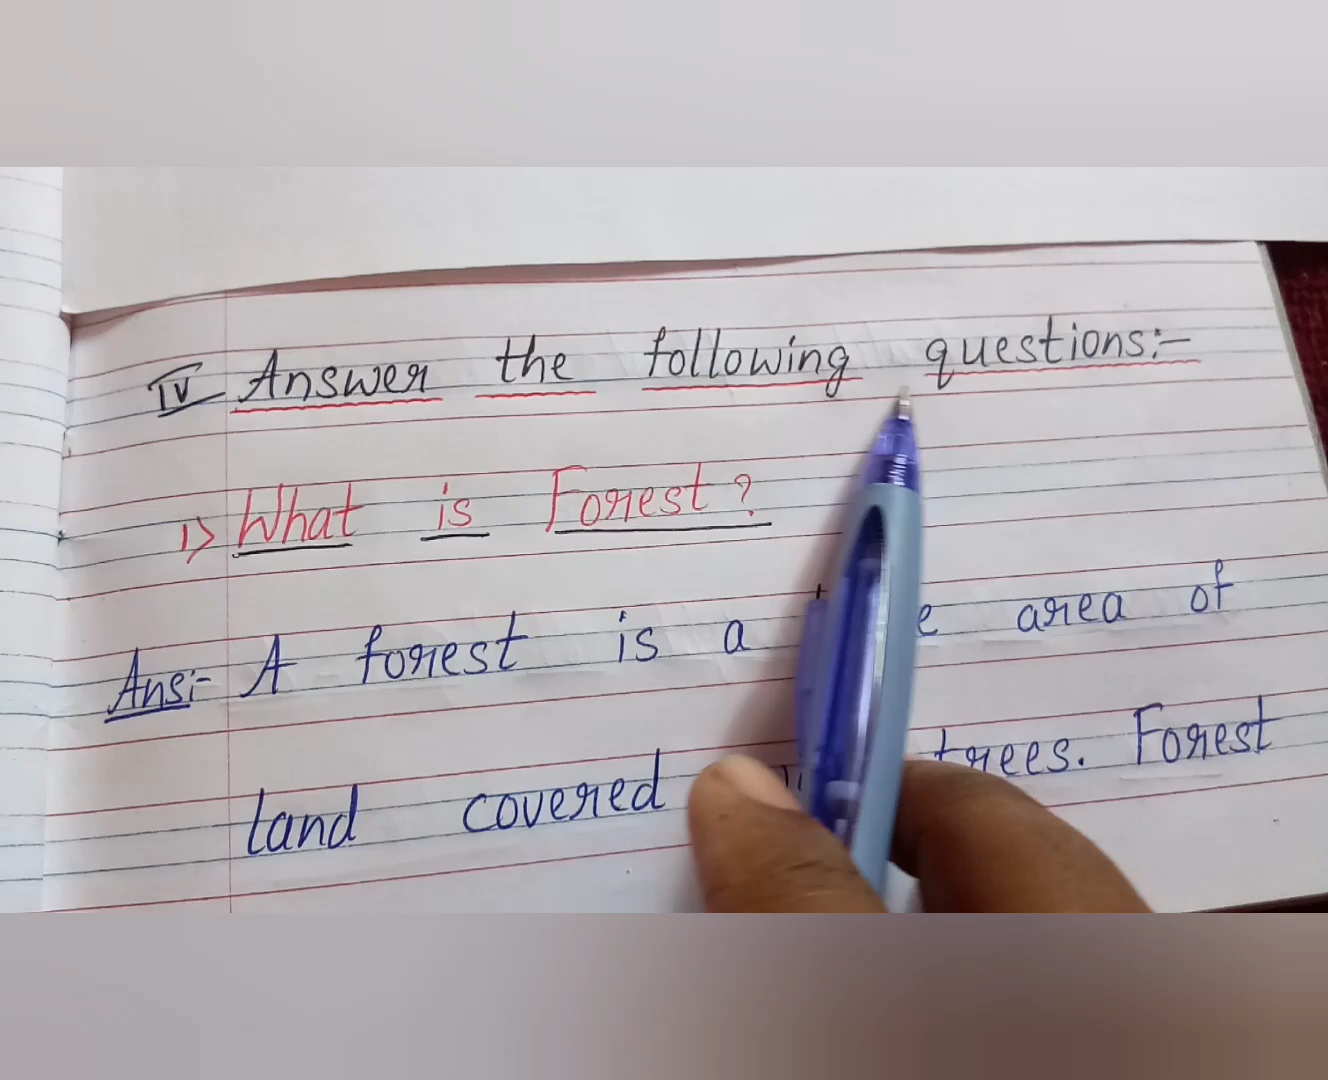 IV Answer the following questions:-
1> What is Forest?
Ans:- A forest is a area of
land covered trees. Forest